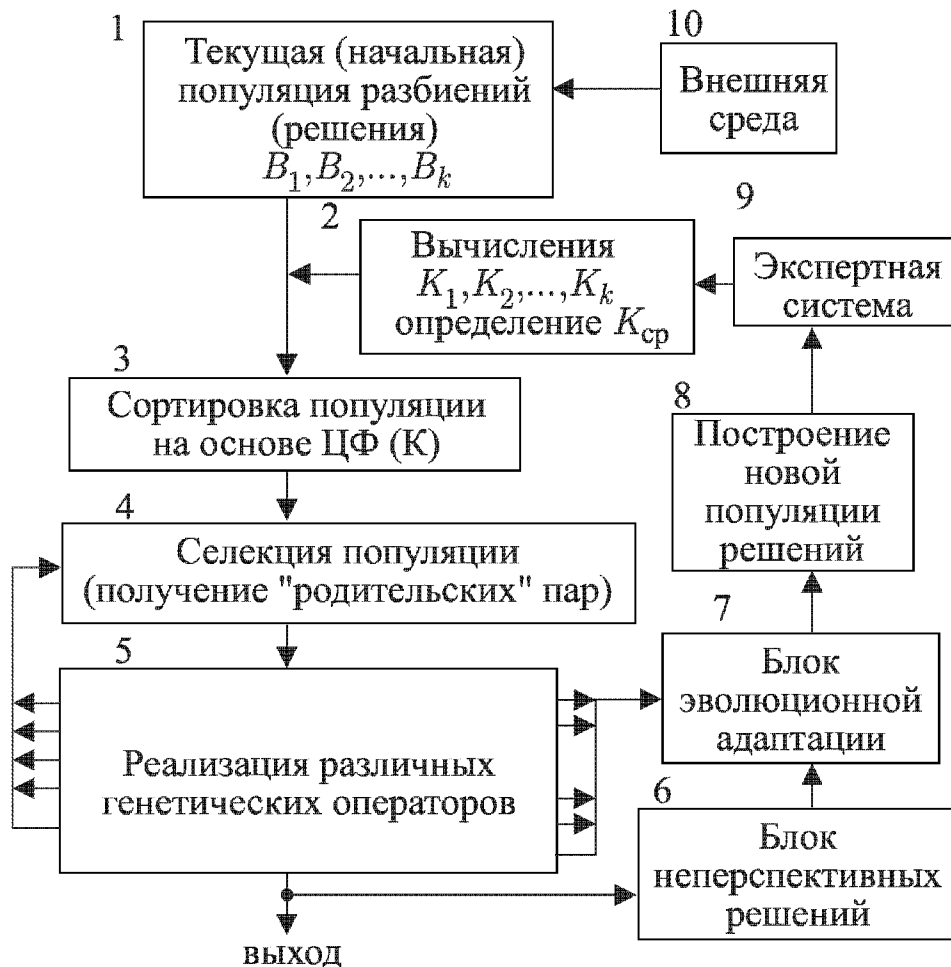 1
Текущая (начальная)
популяция разбиений
(решения)
B₁,B₂,...,Bₖ
10
Внешняя
среда
2
Вычисления
K₁,K₂,...,Kₖ
определение Kср
9
Экспертная
система
3
Сортировка популяции
на основе ЦФ (К)
8
Построение
новой
популяции
решений
4
Селекция популяции
(получение "родительских" пар)
7
Блок
эволюционной
адаптации
5
Реализация различных
генетических операторов
6
Блок
неперспективных
решений
выход